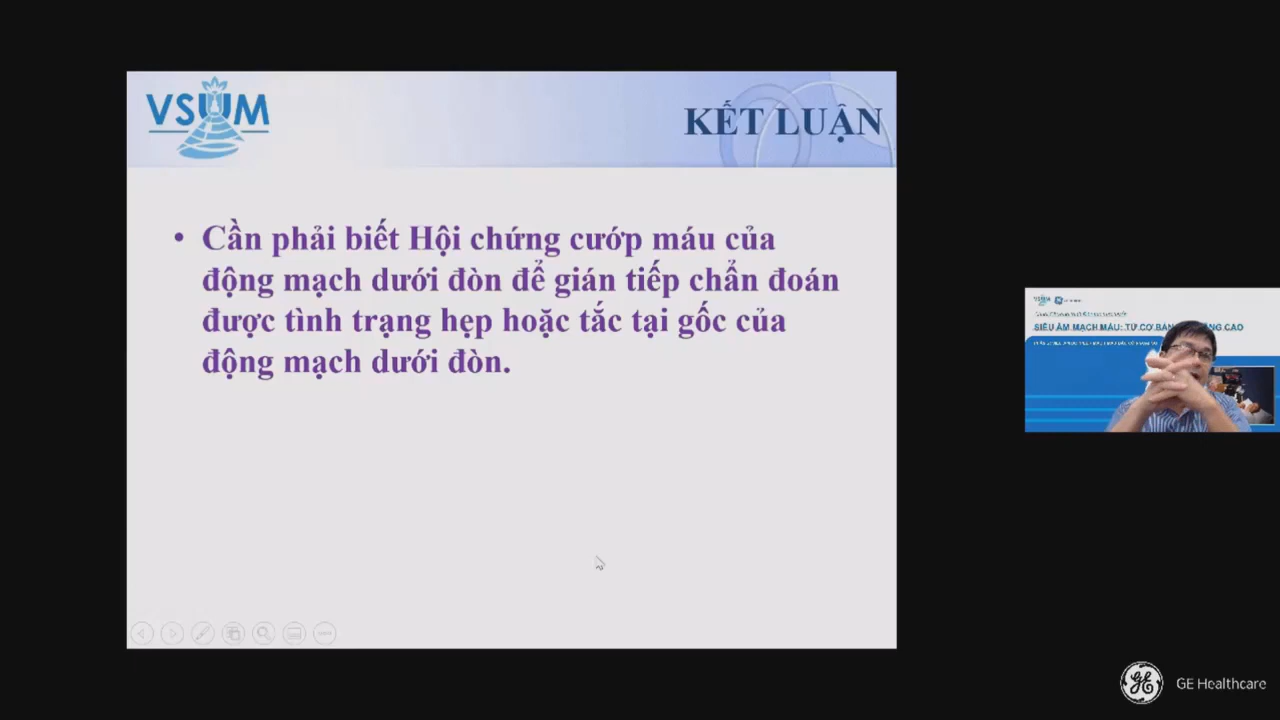 VSUM
KẾT LUẬN
• Cần phải biết Hội chứng cướp máu của
động mạch dưới đòn để gián tiếp chẩn đoán
được tình trạng hẹp hoặc tắc tại gốc của
động mạch dưới đòn.
VSUM
SIÊU ÂM MẠCH MÁU: TỪ CƠ BẢN
NG CAO
GE Healthcare